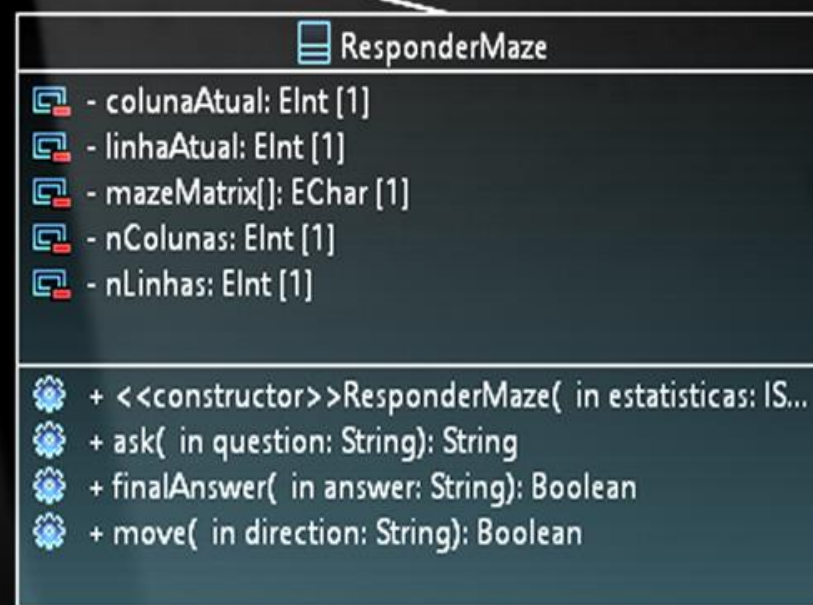 ResponderMaze
- colunaAtual: EInt [1]
- linhaAtual: EInt [1]
- mazeMatrix[]: EChar [1]
- nColunas: EInt [1]
- nLinhas: EInt [1]
+ <<constructor>>ResponderMaze( in estatisticas: IS...
+ ask( in question: String): String
+ finalAnswer( in answer: String): Boolean
+ move( in direction: String): Boolean